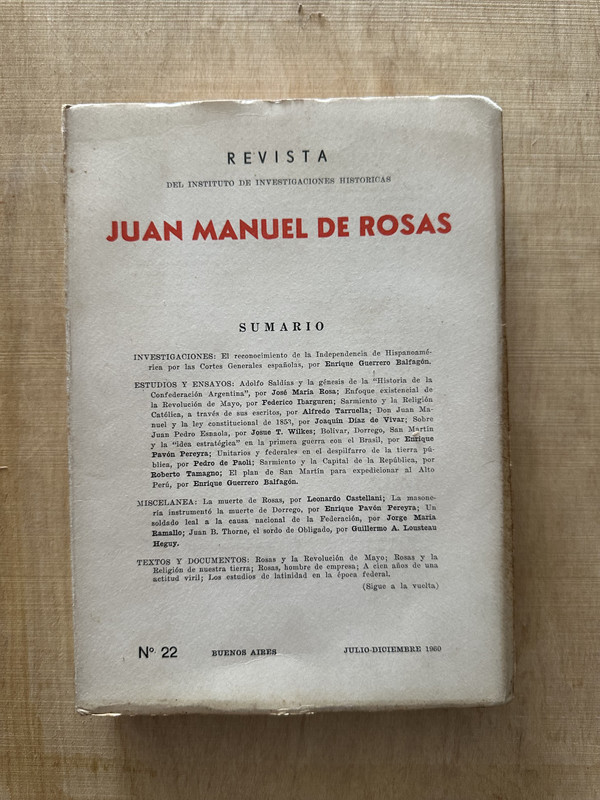 REVISTA
DEL INSTITUTO DE INVESTIGACIONES HISTORICAS
JUAN MANUEL DE ROSAS
SUMARIO
INVESTIGACIONES: El reconocimiento de la Independencia de Hispanoamé-
rica por las Cortes Generales españolas, por Enrique Guerrero Balfagón.
ESTUDIOS Y ENSAYOS: Adolfo Saldías y la génesis de la "Historia de la
Confederación Argentina", por José María Rosa; Enfoque existencial de
la Revolución de Mayo, por Federico Ibarguren; Sarmiento y la Religión
Católica, a través de sus escritos, por Alfredo Tarruella; Don Juan Ma-
nuel y la ley constitucional de 1853, por Joaquín Díaz de Vivar; Sobre
Juan Pedro Esnaola, por Josue T. Wilkes; Bolívar, Dorrego, San Martín
y la "idea estratégica" en la primera guerra con el Brasil, por Enrique
Pavón Pereyra; Unitarios y federales en el despilfarro de la tierra pú-
blica, por Pedro de Paoli; Sarmiento y la Capital de la República, por
Roberto Tamagno; El plan de San Martín para expedicionar al Alto
Perú, por Enrique Guerrero Balfagón.
MISCELANEA: La muerte de Rosas, por Leonardo Castellani; La masone-
ría instrumentó la muerte de Dorrego, por Enrique Pavón Pereyra; Un
soldado leal a la causa nacional de la Federación, por Jorge María
Ramallo; Juan B. Thorne, el sordo de Obligado, por Guillermo A. Lousteau
Heguy.
TEXTOS Y DOCUMENTOS: Rosas y la Revolución de Mayo; Rosas y la
Religión de nuestra tierra; Rosas, hombre de empresa; A cien años de una
actitud viril; Los estudios de latinidad en la época federal.
(Sigue a la vuelta)
Nº 22 BUENOS AIRES JULIO-DICIEMBRE 1960